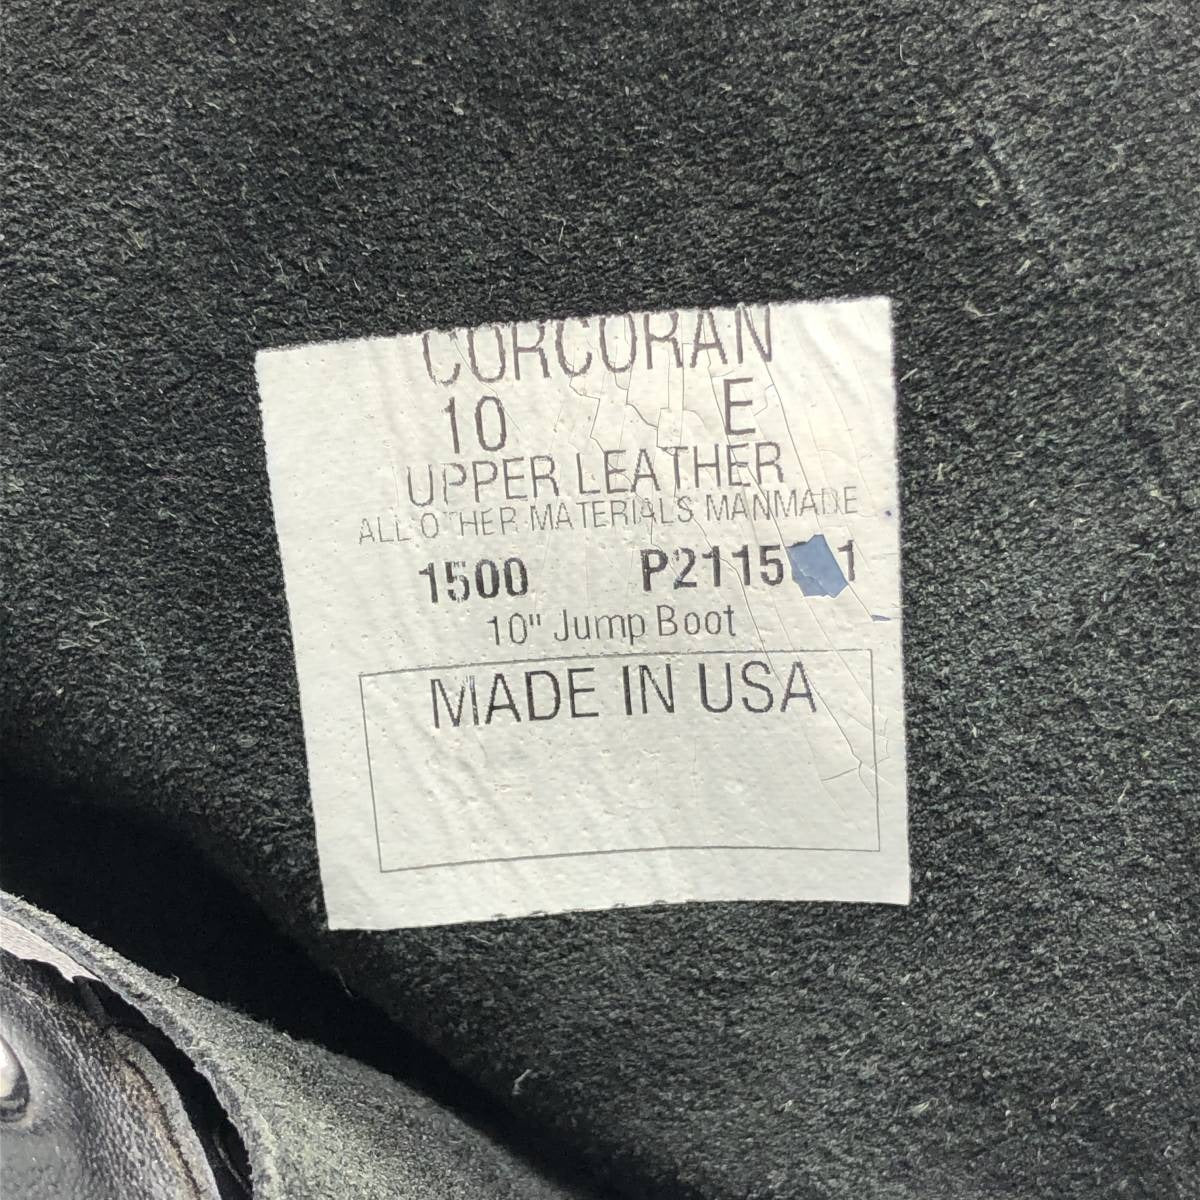 CORCORAN
10 E
UPPER LEATHER
ALL OTHER MATERIALS MANMADE
1500
10" Jump Boot
MADE IN USA